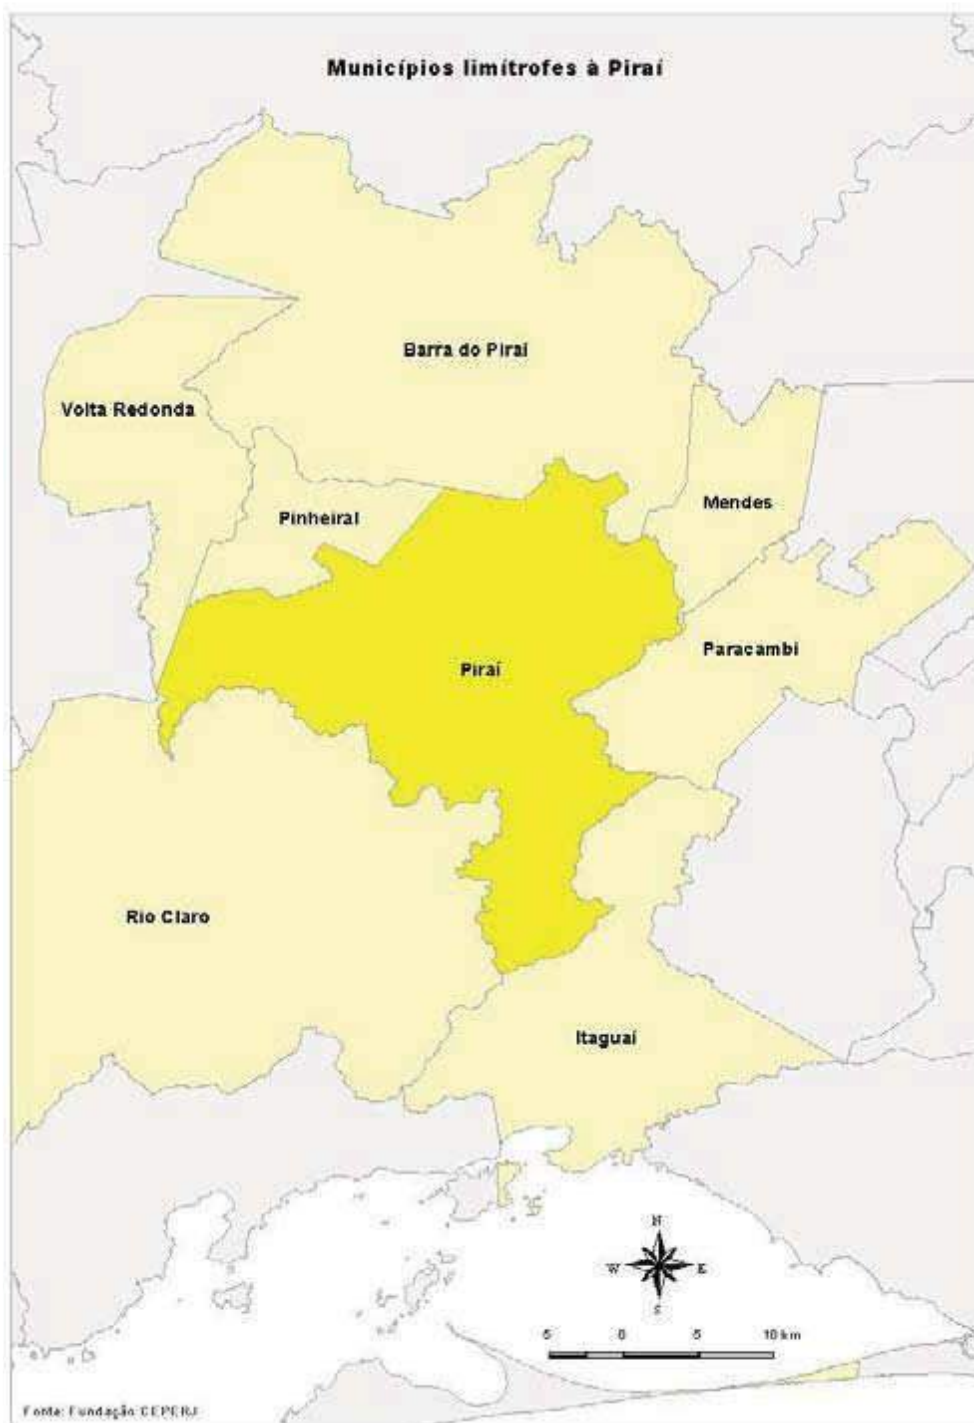 Municípios limítrofes à Piraí
Barra do Piraí
Volta Redonda
Mendes
Pinheiral
Paracambi
Piraí
Rio Claro
Itaguaí
N
W E
S
5 0 5 10 km
Fonte: Fundação CEPERJ